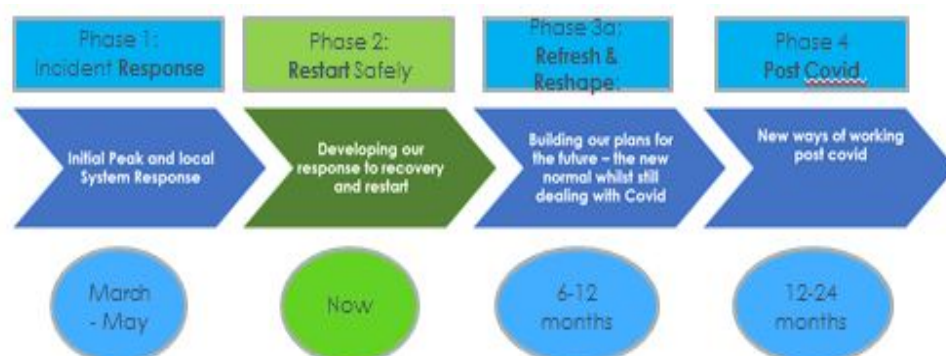 Phase 1:
Incident Response
Phase 2:
Restart Safely
Phase 3a:
Refresh &
Reshape:
Phase 4
Post Covid
Initial Peak and local
System Response
Developing our
response to recovery
and restart
Building our plans for
the future – the new
normal whilst still
dealing with Covid
New ways of working
post covid
March
- May
Now
6-12
months
12-24
months